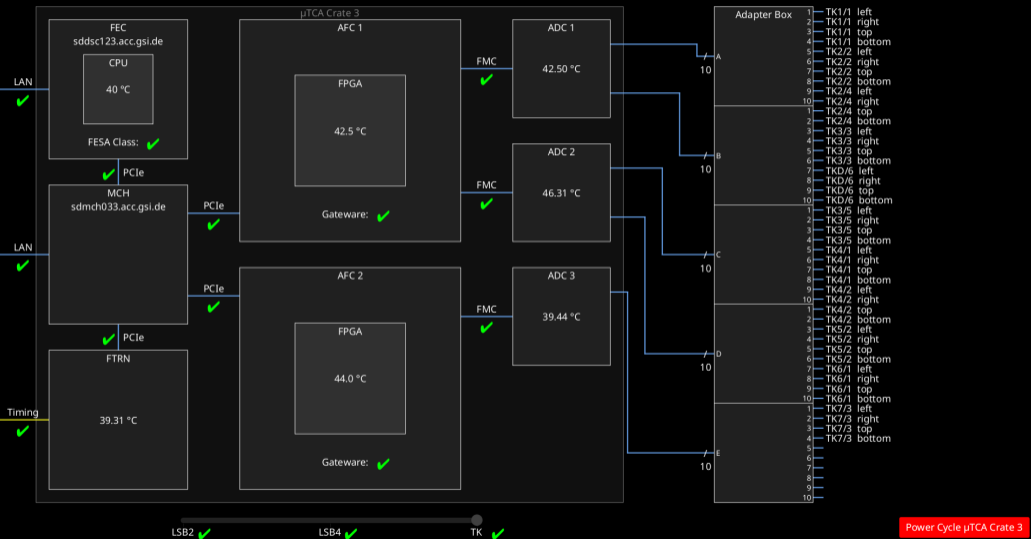 µTCA Crate 3
FEC
sddsc123.acc.gsi.de
CPU
40 °C
FESA Class:
LAN
PCIe
MCH
sdmch033.acc.gsi.de
LAN
PCIe
FTRN
39.31 °C
Timing
PCIe
PCIe
AFC 1
FPGA
42.5 °C
Gateware:
AFC 2
FPGA
44.0 °C
Gateware:
FMC
FMC
FMC
ADC 1
42.50 °C
ADC 2
46.31 °C
ADC 3
39.44 °C
Adapter Box
A
10
B
10
C
10
D
10
E
10
1 TK1/1 left
2 TK1/1 right
3 TK1/1 top
4 TK1/1 bottom
5 TK2/2 left
6 TK2/2 right
7 TK2/2 top
8 TK2/2 bottom
9 TK2/4 left
10 TK2/4 right
1 TK2/4 top
2 TK2/4 bottom
3 TK3/3 left
4 TK3/3 right
5 TK3/3 top
6 TK3/3 bottom
7 TKD/6 left
8 TKD/6 right
9 TKD/6 top
10 TKD/6 bottom
1 TK3/5 left
2 TK3/5 right
3 TK3/5 top
4 TK3/5 bottom
5 TK4/1 left
6 TK4/1 right
7 TK4/1 top
8 TK4/1 bottom
9 TK4/2 left
10 TK4/2 right
1 TK4/2 top
2 TK4/2 bottom
3 TK5/2 left
4 TK5/2 right
5 TK5/2 top
6 TK5/2 bottom
7 TK6/1 left
8 TK6/1 right
9 TK6/1 top
10 TK6/1 bottom
1 TK7/3 left
2 TK7/3 right
3 TK7/3 top
4 TK7/3 bottom
5
6
7
8
9
10
LSB2
LSB4
TK
Power Cycle µTCA Crate 3